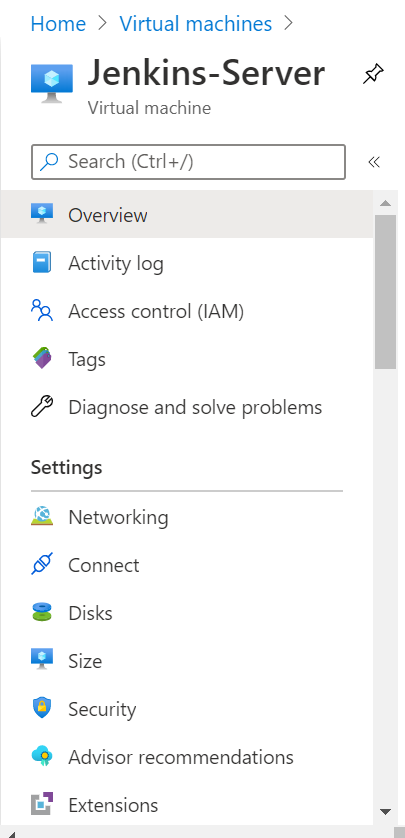 Home > Virtual machines >
Jenkins-Server
Virtual machine
Search (Ctrl+/)
Overview
Activity log
Access control (IAM)
Tags
Diagnose and solve problems
Settings
Networking
Connect
Disks
Size
Security
Advisor recommendations
Extensions